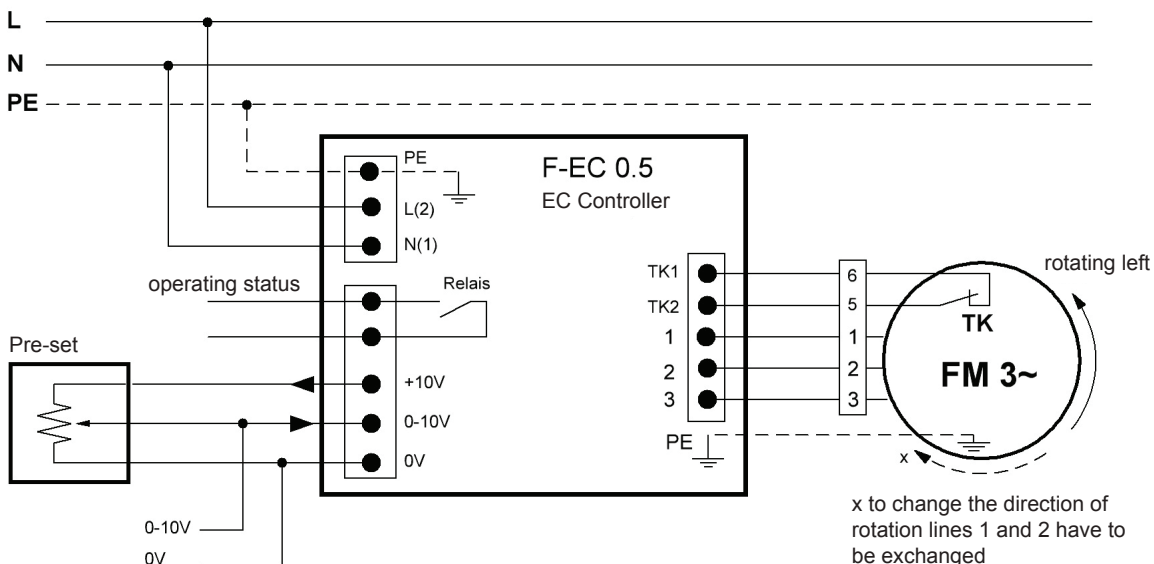 L
N
PE
PE
L(2)
N(1)
F-EC 0.5
EC Controller
operating status
Relais
Pre-set
+10V
0-10V
0V
0-10V
0V
TK1
TK2
1
2
3
PE
6
5
1
2
3
TK
FM 3~
rotating left
x
x to change the direction of
rotation lines 1 and 2 have to
be exchanged